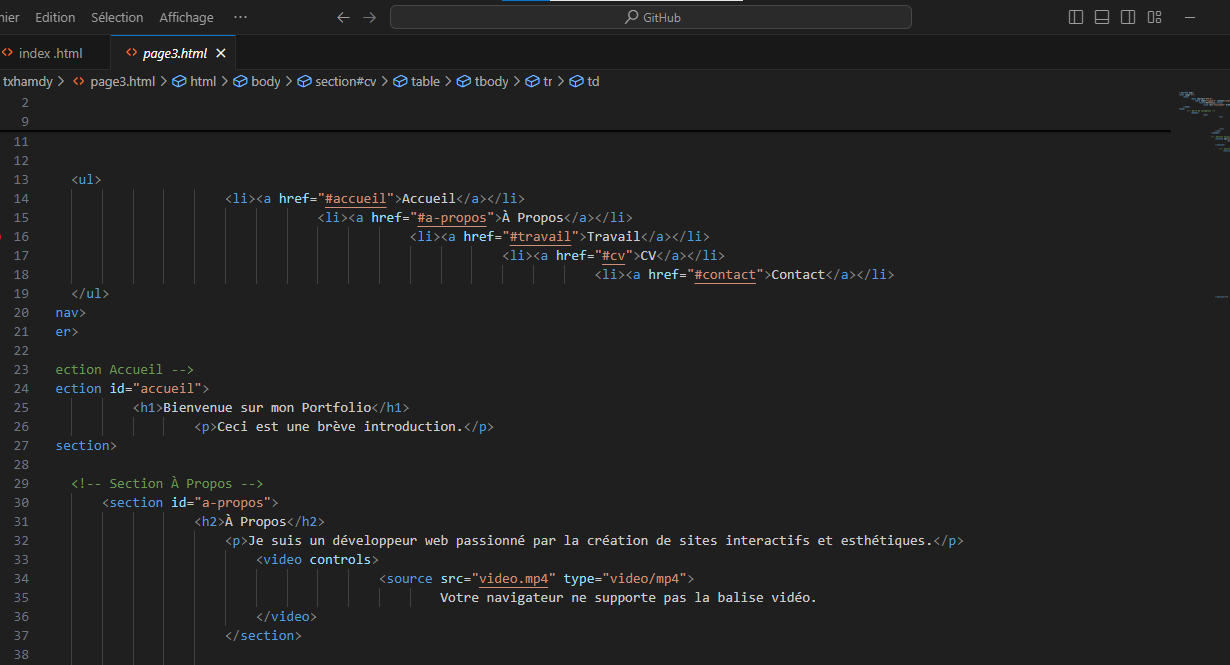 nier Edition Sélection Affichage ··· ← → GitHub
<> index .html <> page3.html ×
txhamdy > <> page3.html > html > body > section#cv > table > tbody > tr > td
2
9
11
12
13 <ul>
14 <li><a href="#accueil">Accueil</a></li>
15 <li><a href="#a-propos">À Propos</a></li>
16 <li><a href="#travail">Travail</a></li>
17 <li><a href="#cv">CV</a></li>
18 <li><a href="#contact">Contact</a></li>
19 </ul>
20 nav>
21 er>
22
23 ection Accueil -->
24 ection id="accueil">
25 <h1>Bienvenue sur mon Portfolio</h1>
26 <p>Ceci est une brève introduction.</p>
27 section>
28
29 <!-- Section À Propos -->
30 <section id="a-propos">
31 <h2>À Propos</h2>
32 <p>Je suis un développeur web passionné par la création de sites interactifs et esthétiques.</p>
33 <video controls>
34 <source src="video.mp4" type="video/mp4">
35 Votre navigateur ne supporte pas la balise vidéo.
36 </video>
37 </section>
38